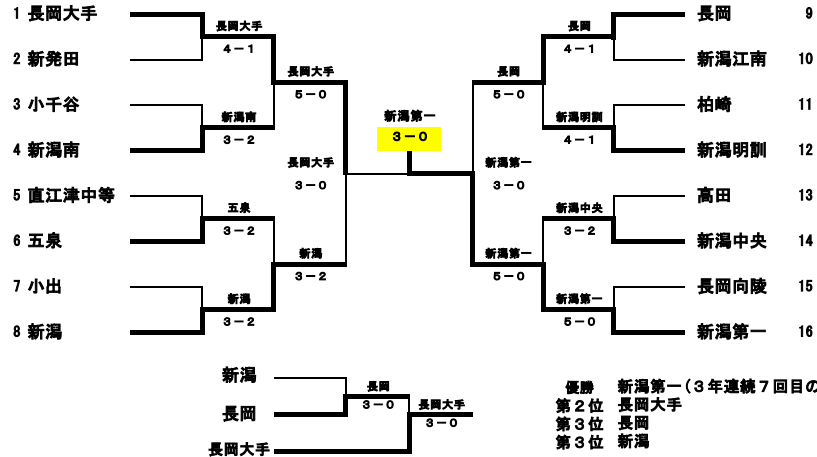 1 長岡大手
2 新発田
3 小千谷
4 新潟南
5 直江津中等
6 五泉
7 小出
8 新潟
長岡大手
4－1
新潟南
3－2
五泉
3－2
新潟
3－2
長岡大手
5－0
新潟
3－2
長岡大手
3－0
新潟第一
3－0
新潟第一
3－0
長岡
5－0
新潟第一
5－0
長岡
4－1
新潟明訓
4－1
新潟中央
3－2
新潟第一
5－0
長岡 9
新潟江南 10
柏崎 11
新潟明訓 12
高田 13
新潟中央 14
長岡向陵 15
新潟第一 16
新潟
長岡
長岡大手
長岡
3－0
長岡大手
3－0
優勝 新潟第一（3年連続7回目の
第2位 長岡大手
第3位 長岡
第3位 新潟